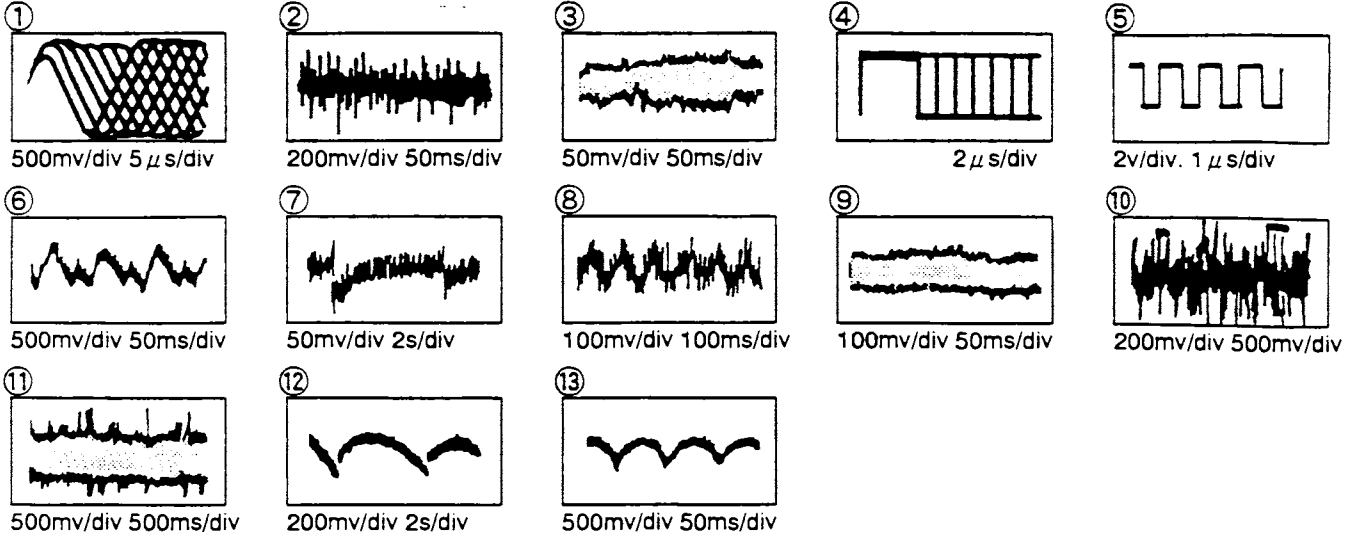 ① ② ③ ④ ⑤
500mv/div 5μs/div 200mv/div 50ms/div 50mv/div 50ms/div 2μs/div 2v/div. 1μs/div
⑥ ⑦ ⑧ ⑨ ⑩
500mv/div 50ms/div 50mv/div 2s/div 100mv/div 100ms/div 100mv/div 50ms/div 200mv/div 500mv/div
⑪ ⑫ ⑬
500mv/div 500ms/div 200mv/div 2s/div 500mv/div 50ms/div